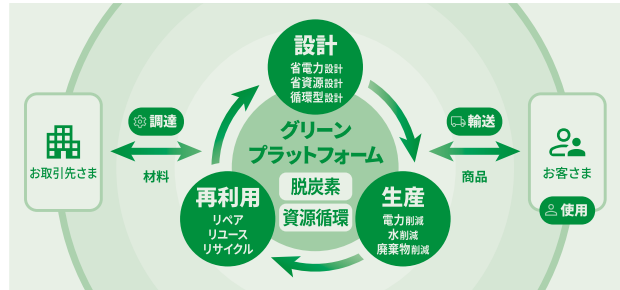 設計
省電力設計
省資源設計
循環型設計
グリーン
プラットフォーム
脱炭素
資源循環
再利用
リペア
リユース
リサイクル
生産
電力削減
水削減
廃棄物削減
お取引先さま
調達
材料
輸送
商品
お客さま
使用